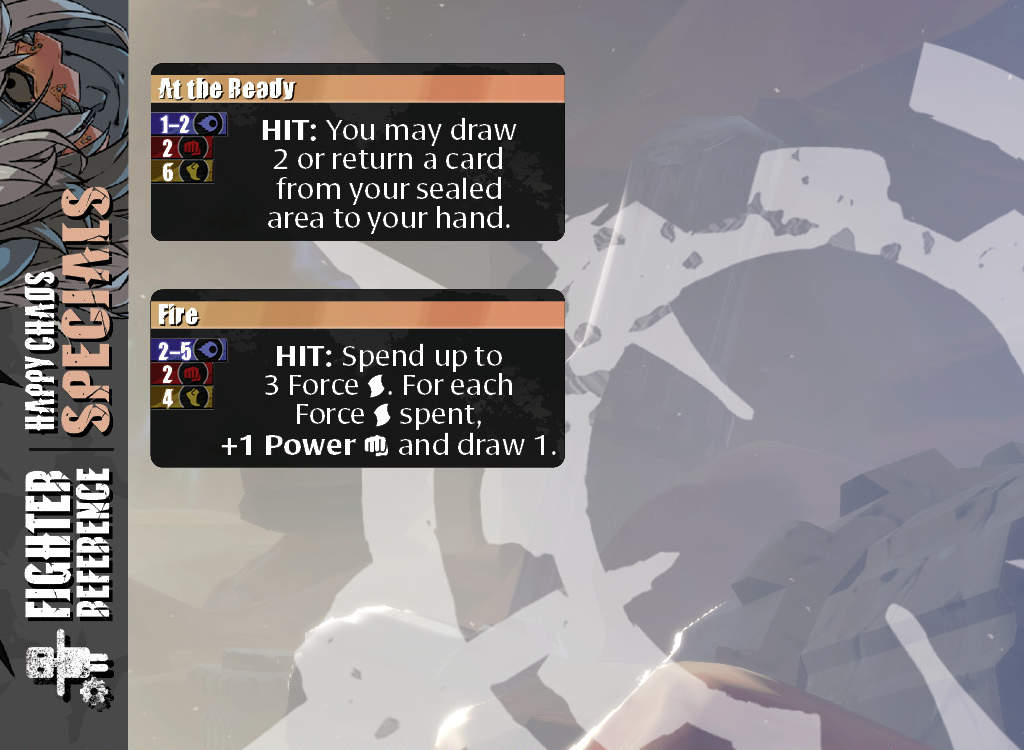 HAPPY CHAOS
SPECIALS
FIGHTER
REFERENCE
At the Ready
1–2
2
6
HIT: You may draw
2 or return a card
from your sealed
area to your hand.
Fire
2–5
2
4
HIT: Spend up to
3 Force . For each
Force spent,
+1 Power and draw 1.